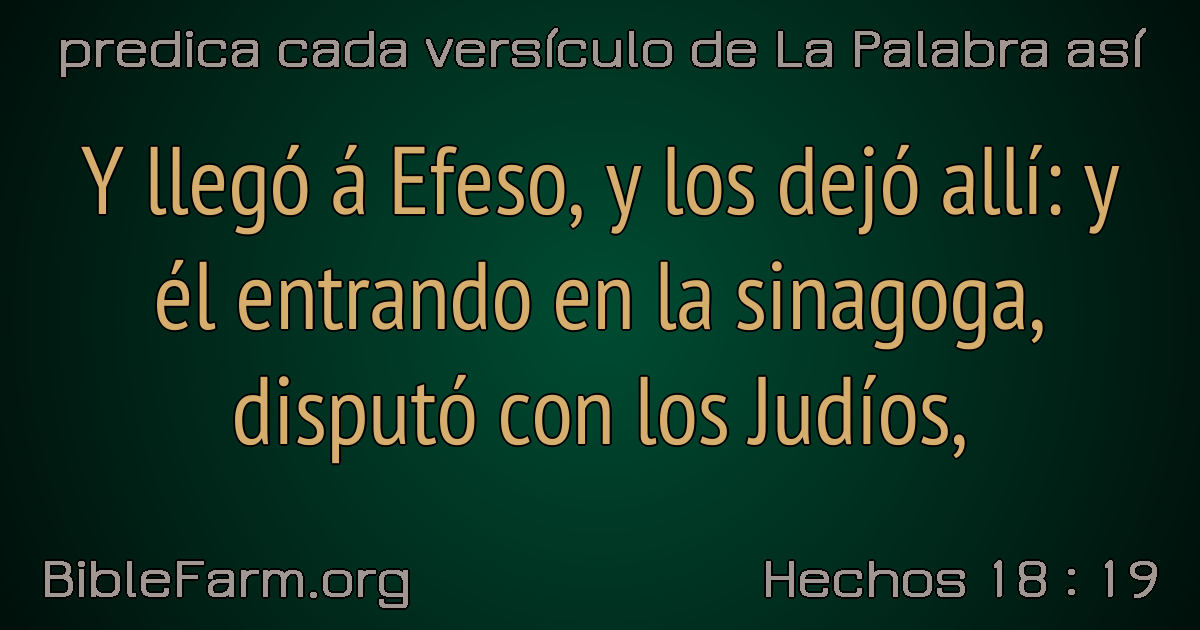 predica cada versículo de La Palabra así
Y llegó á Efeso, y los dejó allí: y
él entrando en la sinagoga,
disputó con los Judíos,
BibleFarm.org
Hechos 18 : 19